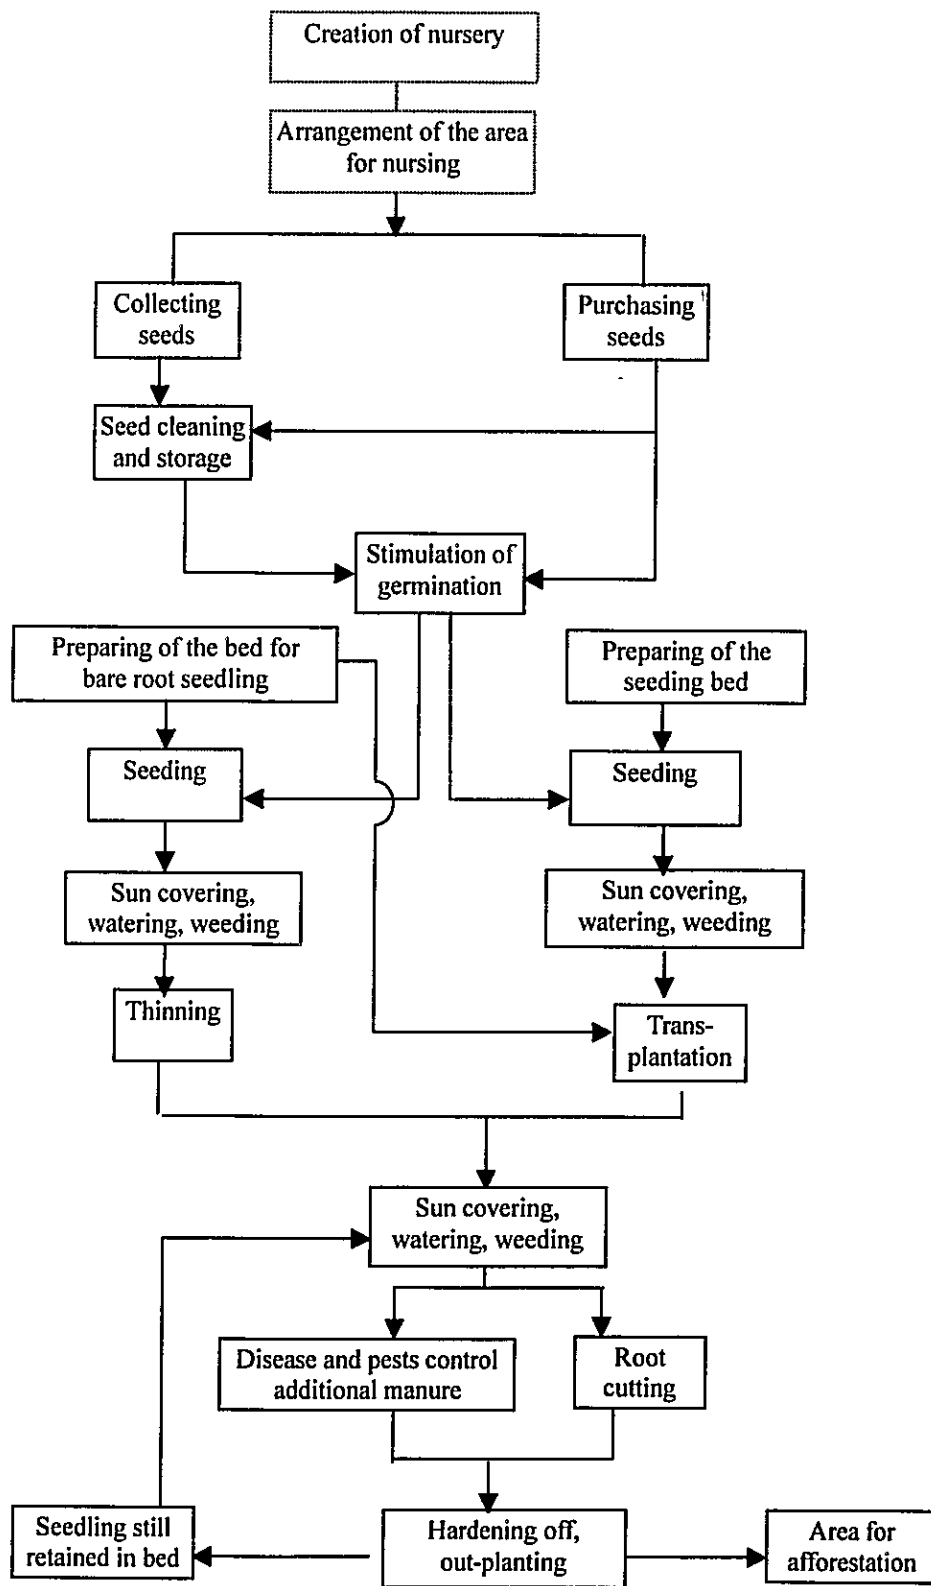 Creation of nursery
Arrangement of the area
for nursing
Collecting
seeds
Purchasing
seeds
Seed cleaning
and storage
Stimulation of
germination
Preparing of the bed for
bare root seedling
Preparing of the
seeding bed
Seeding
Seeding
Sun covering,
watering, weeding
Sun covering,
watering, weeding
Thinning
Trans-
plantation
Sun covering,
watering, weeding
Disease and pests control
additional manure
Root
cutting
Seedling still
retained in bed
Hardening off,
out-planting
Area for
afforestation